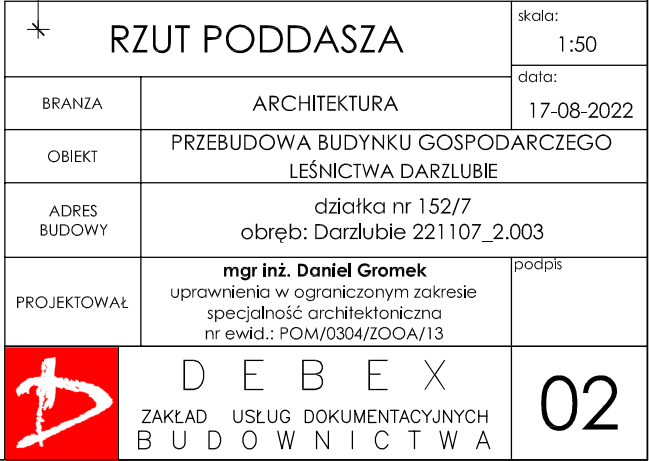 RZUT PODDASZA
skala:
1:50
data:
17-08-2022
BRANZA
ARCHITEKTURA
OBIEKT
PRZEBUDOWA BUDYNKU GOSPODARCZEGO
LEŚNICTWA DARZLUBIE
ADRES
BUDOWY
działka nr 152/7
obręb: Darzlubie 221107_2.003
PROJEKTOWAŁ
mgr inż. Daniel Gromek
uprawnienia w ograniczonym zakresie
specjalność architektoniczna
nr ewid.: POM/0304/ZOOA/13
podpis
DEBEX
ZAKŁAD USŁUG DOKUMENTACYJNYCH
BUDOWNICTWA
02